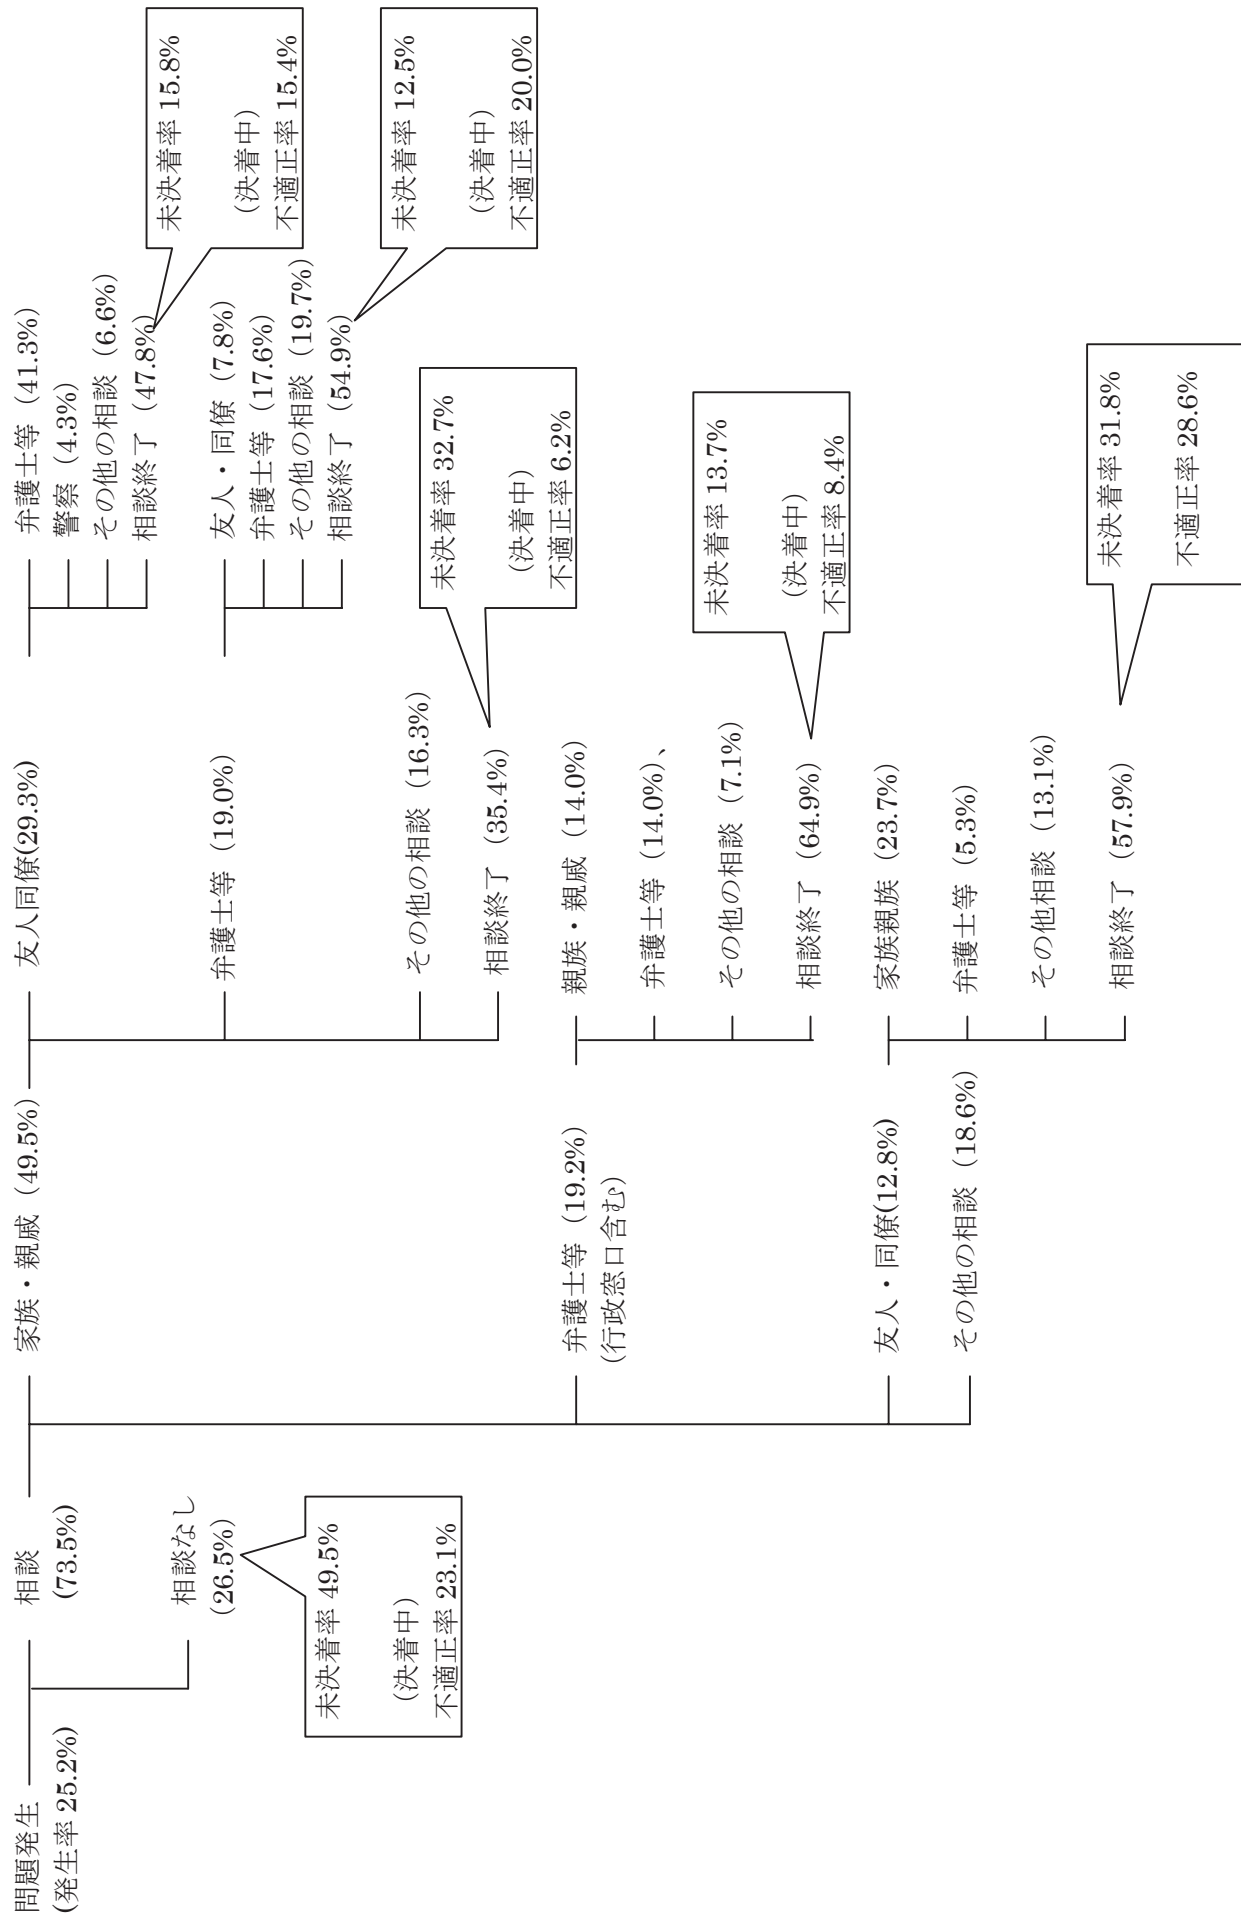 問題発生
(発生率 25.2%)
相談
(73.5%)
相談なし
(26.5%)
未決着率 49.5%
(決着中)
不適正率 23.1%
家族・親戚 (49.5%)
弁護士等 (19.2%)
(行政窓口含む)
友人・同僚(12.8%)
その他の相談 (18.6%)
友人同僚(29.3%)
弁護士等 (19.0%)
その他の相談 (16.3%)
相談終了 (35.4%)
未決着率 32.7%
(決着中)
不適正率 6.2%
親族・親戚 (14.0%)
弁護士等 (14.0%)、
その他の相談 (7.1%)
相談終了 (64.9%)
未決着率 13.7%
(決着中)
不適正率 8.4%
家族親族 (23.7%)
弁護士等 (5.3%)
その他相談 (13.1%)
相談終了 (57.9%)
未決着率 31.8%
不適正率 28.6%
弁護士等 (41.3%)
警察 (4.3%)
その他の相談 (6.6%)
相談終了 (47.8%)
未決着率 15.8%
(決着中)
不適正率 15.4%
友人・同僚 (7.8%)
弁護士等 (17.6%)
その他の相談 (19.7%)
相談終了 (54.9%)
未決着率 12.5%
(決着中)
不適正率 20.0%